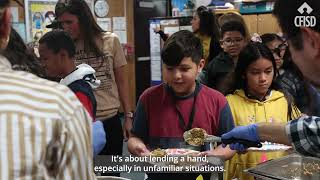 CFISD
It's about lending a hand,
especially in unfamiliar situations.